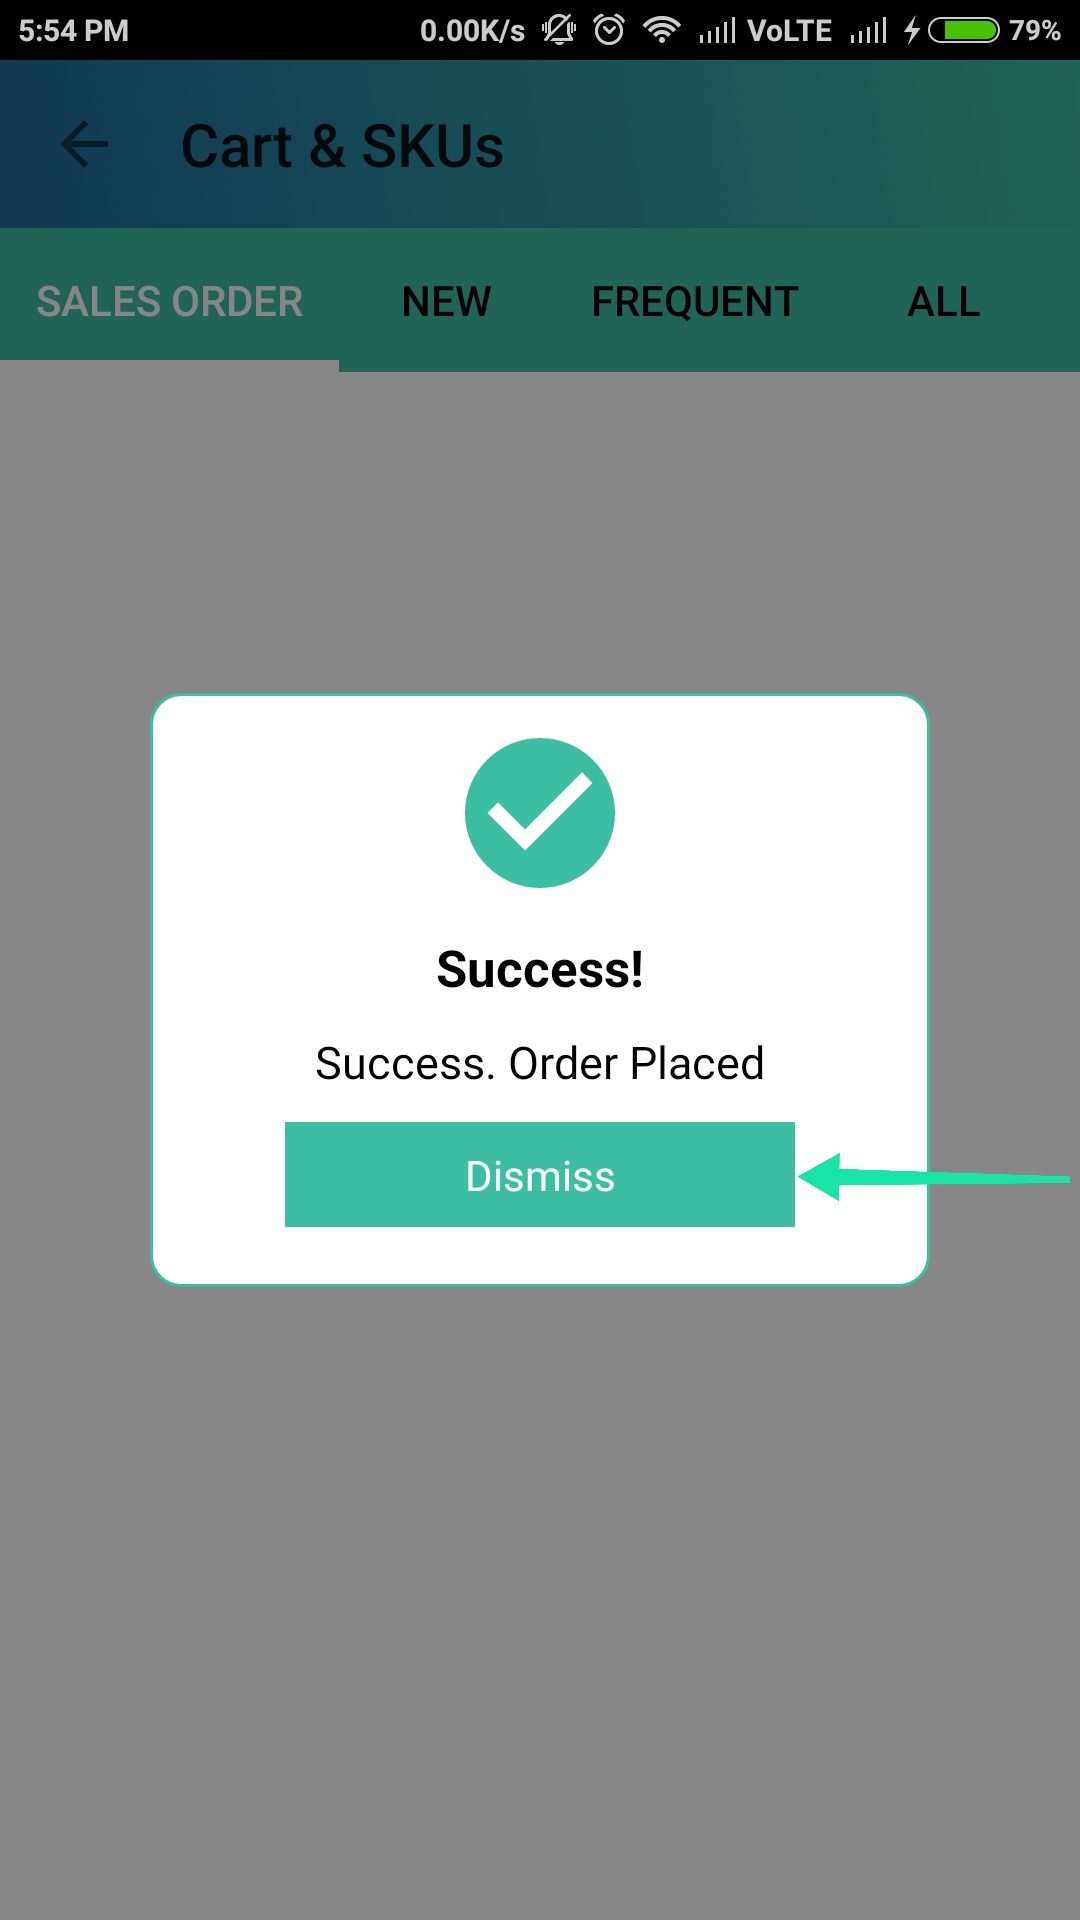 5:54 PM 0.00K/s VoLTE 79%
Cart & SKUs
SALES ORDER NEW FREQUENT ALL
Success!
Success. Order Placed
Dismiss